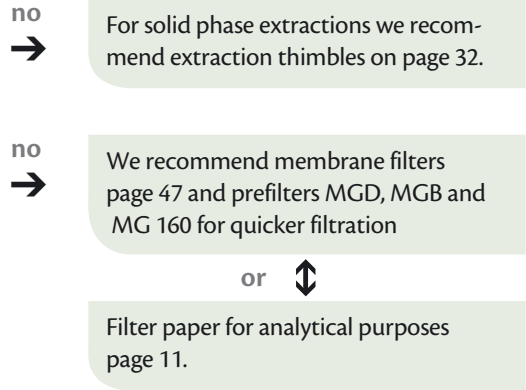 no
For solid phase extractions we recom-
mend extraction thimbles on page 32.
no
We recommend membrane filters
page 47 and prefilters MGD, MGB and
MG 160 for quicker filtration
or
Filter paper for analytical purposes
page 11.